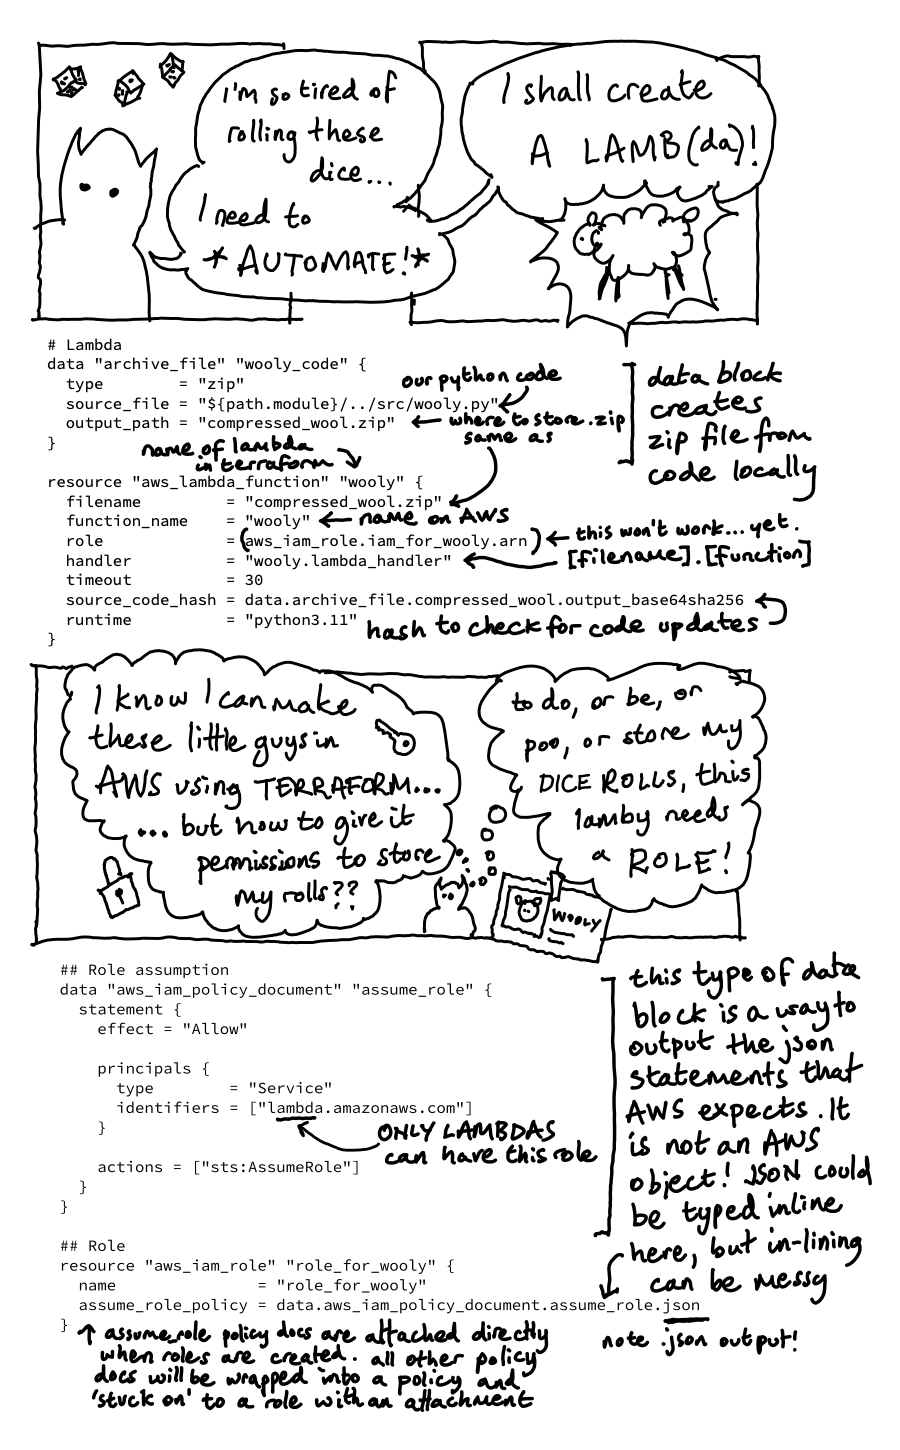 I'm so tired of
rolling these
dice...
I need to
*AUTOMATE!*
I shall create
A LAMB(da)!
# Lambda
data "archive_file" "wooly_code" {
  type        = "zip"
our python code
  source_file = "${path.module}/../src/wooly.py"
  output_path = "compressed_wool.zip"
where to store .zip
same as
}
data block
creates
zip file from
code locally
name of lambda
in terraform
resource "aws_lambda_function" "wooly" {
  filename         = "compressed_wool.zip"
  function_name    = "wooly"
name on AWS
  role             = (aws_iam_role.iam_for_wooly.arn)
this won't work... yet.
  handler          = "wooly.lambda_handler"
[filename].[function]
  timeout          = 30
  source_code_hash = data.archive_file.compressed_wool.output_base64sha256
  runtime          = "python3.11"
hash to check for code updates
}
I know I can make
these little guys in
AWS using TERRAFORM...
... but how to give it
permissions to store
my rolls??
to do, or be, or
poo, or store my
DICE ROLLS, this
lamby needs
a ROLE!
WOOLY
## Role assumption
data "aws_iam_policy_document" "assume_role" {
  statement {
    effect = "Allow"
    principals {
      type        = "Service"
      identifiers = ["lambda.amazonaws.com"]
    }
ONLY LAMBDAS
can have this role
    actions = ["sts:AssumeRole"]
  }
}
this type of data
block is a way to
output the json
statements that
AWS expects. It
is not an AWS
object! JSON could
be typed inline
here, but in-lining
can be messy
## Role
resource "aws_iam_role" "role_for_wooly" {
  name               = "role_for_wooly"
  assume_role_policy = data.aws_iam_policy_document.assume_role.json
}
note .json output!
assume_role policy docs are attached directly
when roles are created. all other policy
docs will be wrapped into a policy and
'stuck on' to a role with an attachment